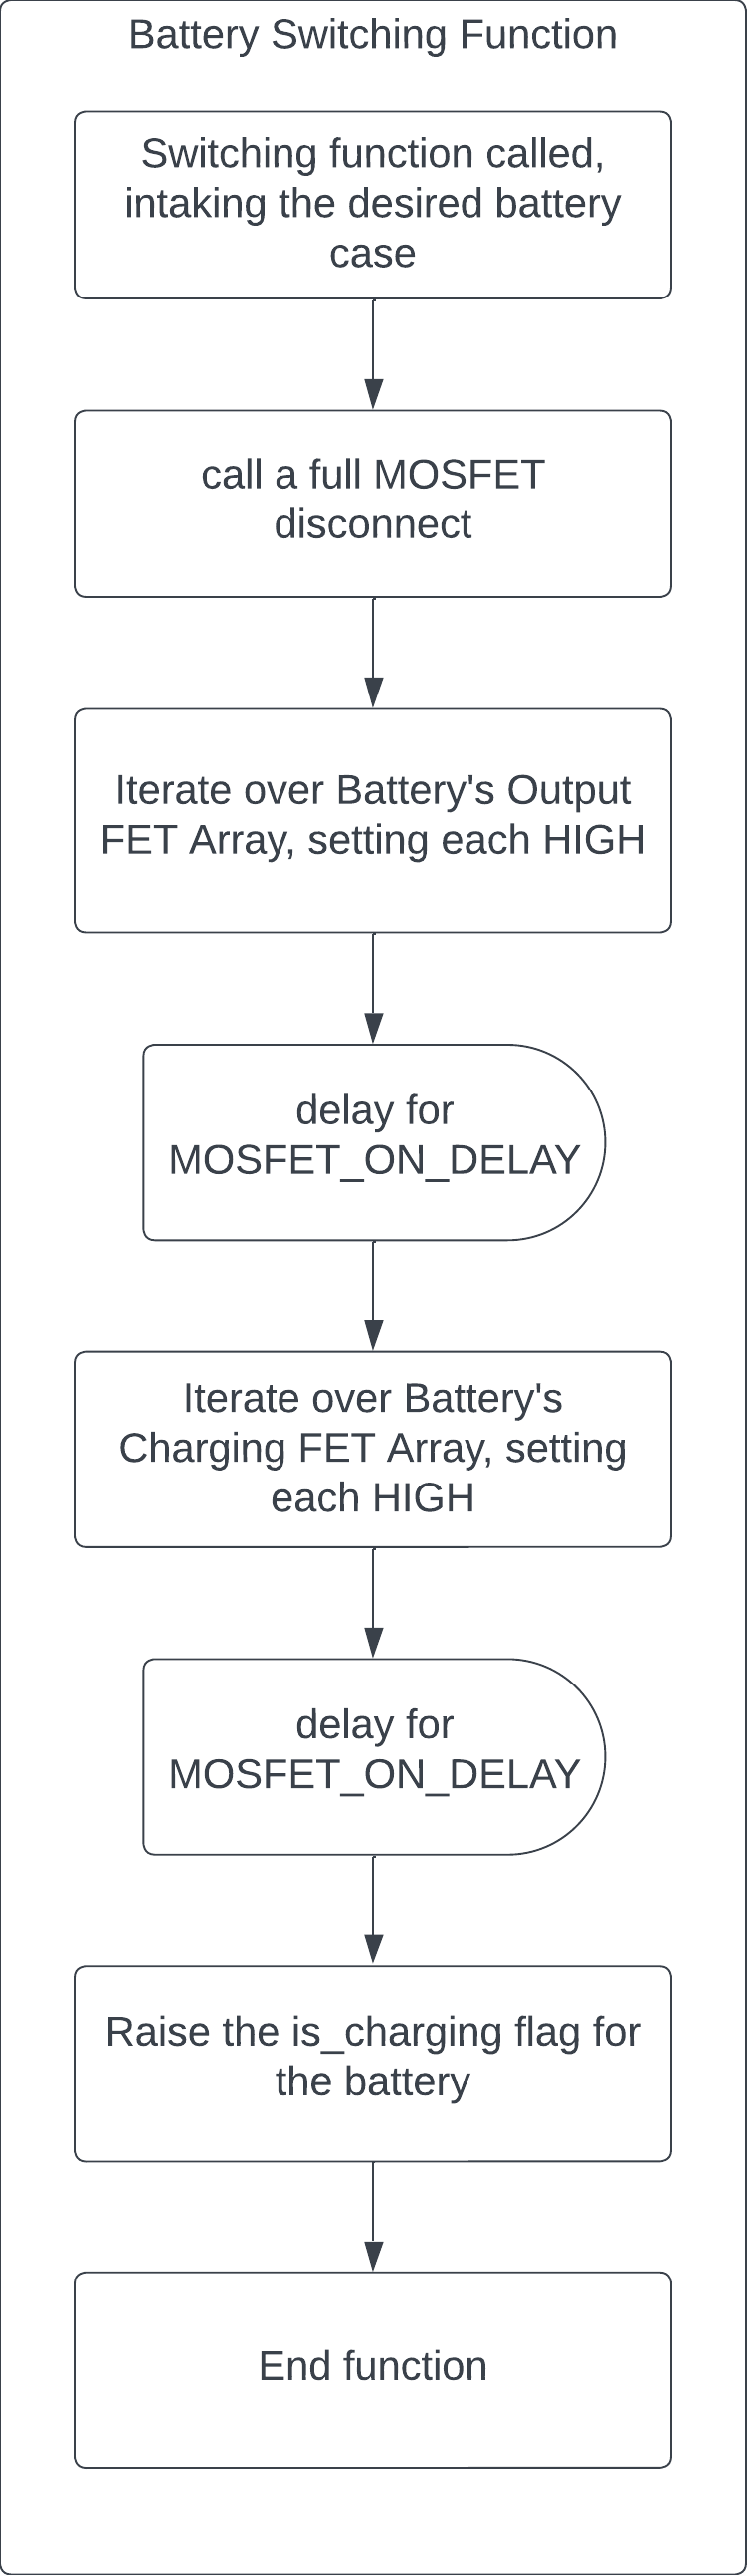 Battery Switching Function
Switching function called,
intaking the desired battery
case
call a full MOSFET
disconnect
Iterate over Battery's Output
FET Array, setting each HIGH
delay for
MOSFET_ON_DELAY
Iterate over Battery's
Charging FET Array, setting
each HIGH
delay for
MOSFET_ON_DELAY
Raise the is_charging flag for
the battery
End function